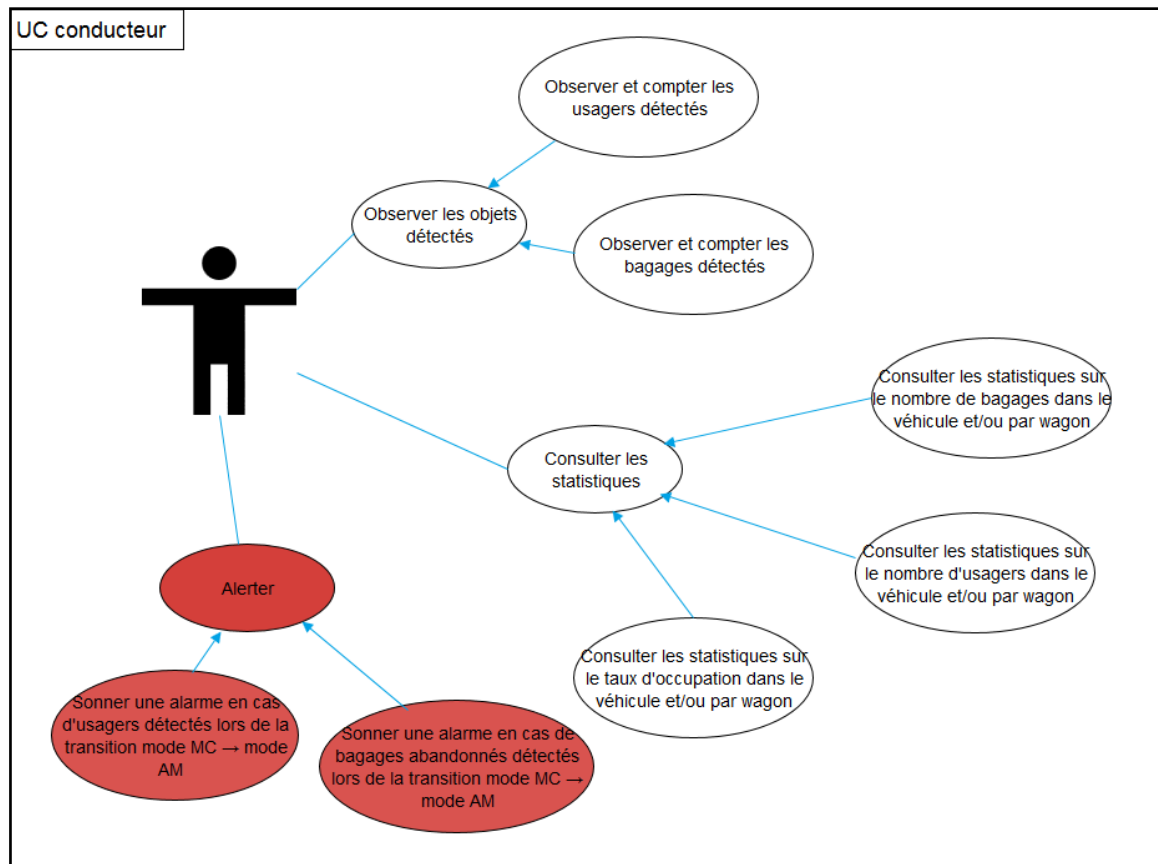 UC conducteur
Observer et compter les
usagers détectés
Observer les objets
détectés
Observer et compter les
bagages détectés
Consulter les statistiques sur
le nombre de bagages dans le
véhicule et/ou par wagon
Consulter les
statistiques
Consulter les statistiques sur
le nombre d'usagers dans le
véhicule et/ou par wagon
Alerter
Consulter les statistiques sur
le taux d'occupation dans le
véhicule et/ou par wagon
Sonner une alarme en cas
d'usagers détectés lors de la
transition mode MC → mode
AM
Sonner une alarme en cas de
bagages abandonnés détectés
lors de la transition mode MC →
mode AM